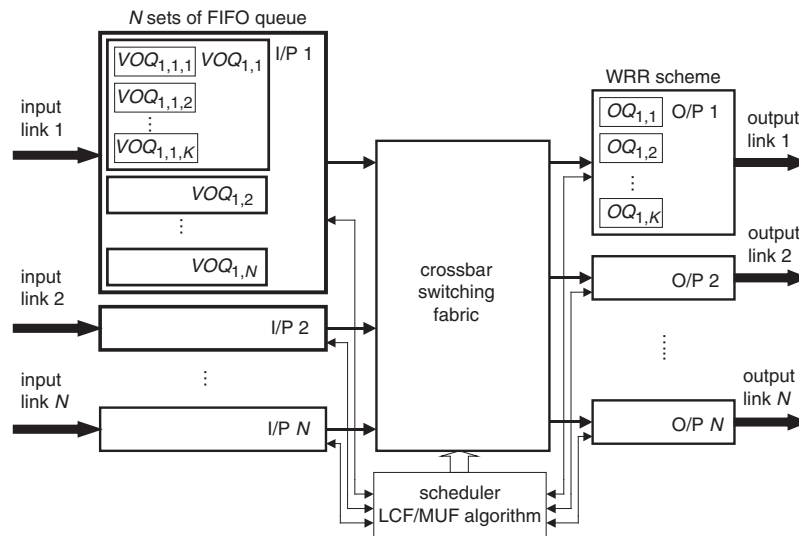 N sets of FIFO queue
I/P 1
VOQ1,1,1 VOQ1,1
VOQ1,1,2
⋮
VOQ1,1,K
VOQ1,2
⋮
VOQ1,N
input
link 1
input
link 2
I/P 2
⋮
input
link N
I/P N
crossbar
switching
fabric
scheduler
LCF/MUF algorithm
WRR scheme
OQ1,1 O/P 1
OQ1,2
⋮
OQ1,K
output
link 1
output
link 2
O/P 2
output
link N
O/P N